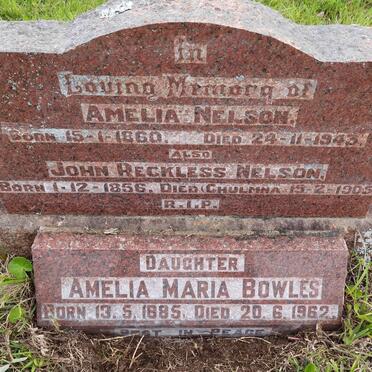 in
Loving Memory of
AMELIA NELSON.
BORN 15-1-1860. DIED 24-11-1943.
ALSO
JOHN RECKLESS NELSON.
BORN 1-12-1856. DIED (CHULMNA 15-2-1905
R.I.P.
DAUGHTER
AMELIA MARIA BOWLES
BORN 13.5.1885. DIED 20.6.1962.
REST IN PEACE